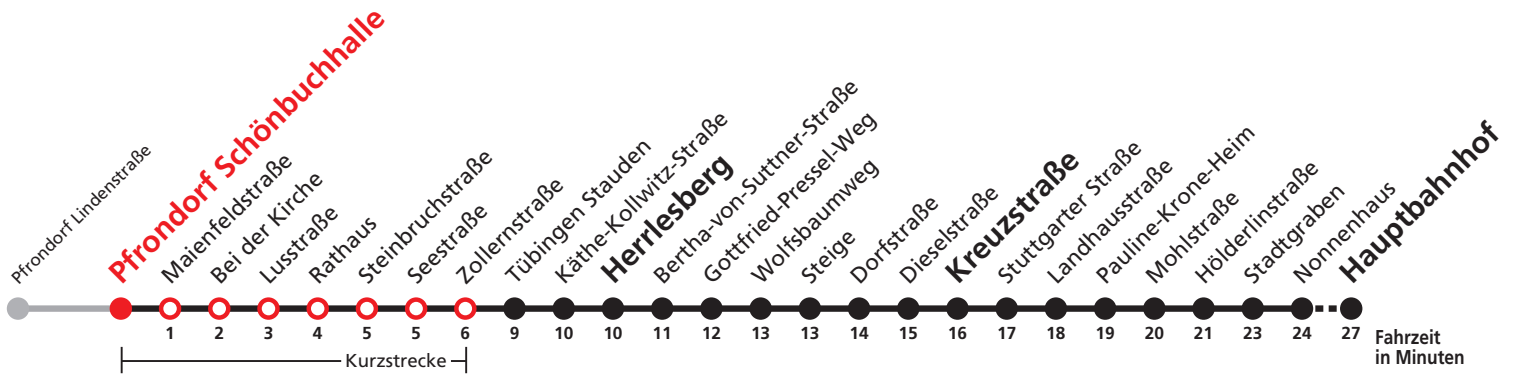 Pfrondorf Lindenstraße
Pfrondorf Schönbuchhalle
Maienfeldstraße
Bei der Kirche
Lusstraße
Rathaus
Steinbruchstraße
Seestraße
Zollernstraße
Tübingen Stauden
Käthe-Kollwitz-Straße
Herrlesberg
Bertha-von-Suttner-Straße
Gottfried-Pressel-Weg
Wolfsbaumweg
Steige
Dorfstraße
Dieselstraße
Kreuzstraße
Stuttgarter Straße
Landhausstraße
Pauline-Krone-Heim
Mohlstraße
Hölderlinstraße
Stadtgraben
Nonnenhaus
Hauptbahnhof
1 2 3 4 5 5 6 9 10 10 11 12 13 13 14 15 16 17 18 19 20 21 23 24 27
Fahrzeit
in Minuten
Kurzstrecke